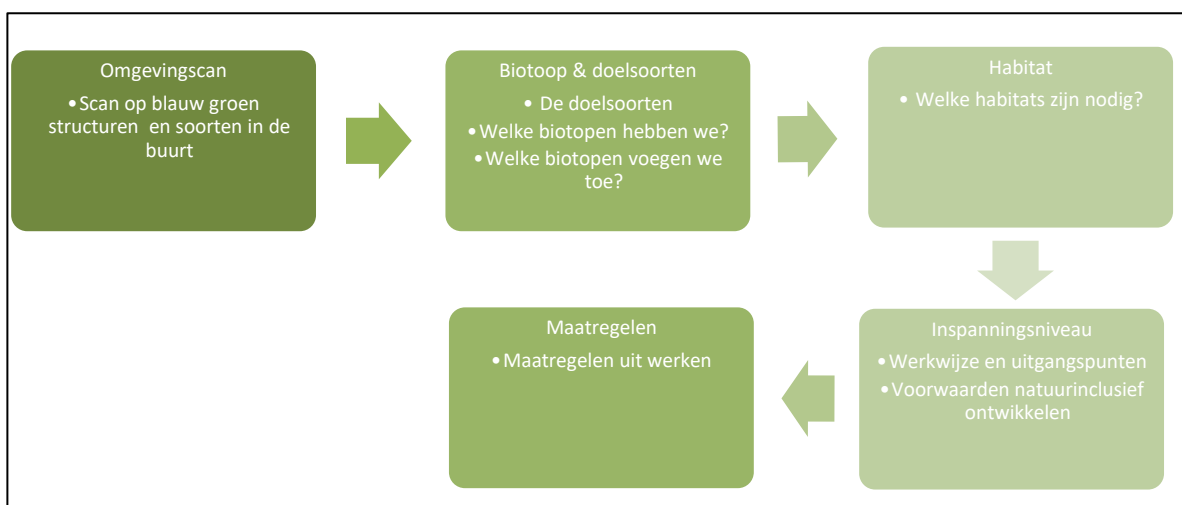 Omgevingscan
•Scan op blauw groen
structuren en soorten in de
buurt
Biotoop & doelsoorten
• De doelsoorten
•Welke biotopen hebben we?
•Welke biotopen voegen we
toe?
Habitat
• Welke habitats zijn nodig?
Inspanningsniveau
•Werkwijze en uitgangspunten
•Voorwaarden natuurinclusief
ontwikkelen
Maatregelen
•Maatregelen uit werken